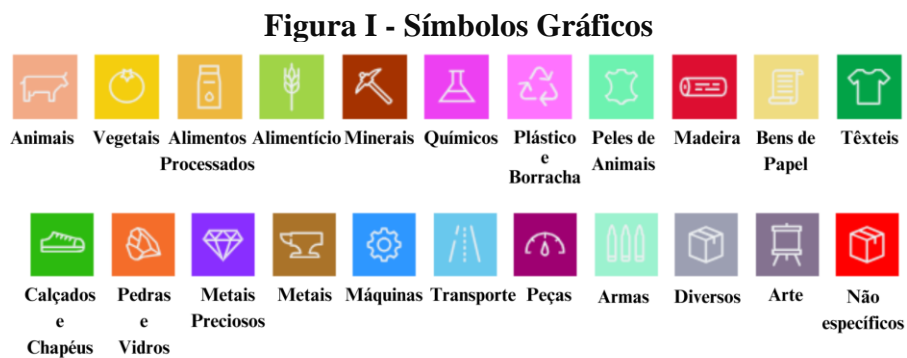 Figura I - Símbolos Gráficos
Animais
Vegetais
Alimentos
Processados
Alimentício
Minerais
Químicos
Plástico
e
Borracha
Peles de
Animais
Madeira
Bens de
Papel
Têxteis
Calçados
e
Chapéus
Pedras
e
Vidros
Metais
Preciosos
Metais
Máquinas
Transporte
Peças
Armas
Diversos
Arte
Não
específicos